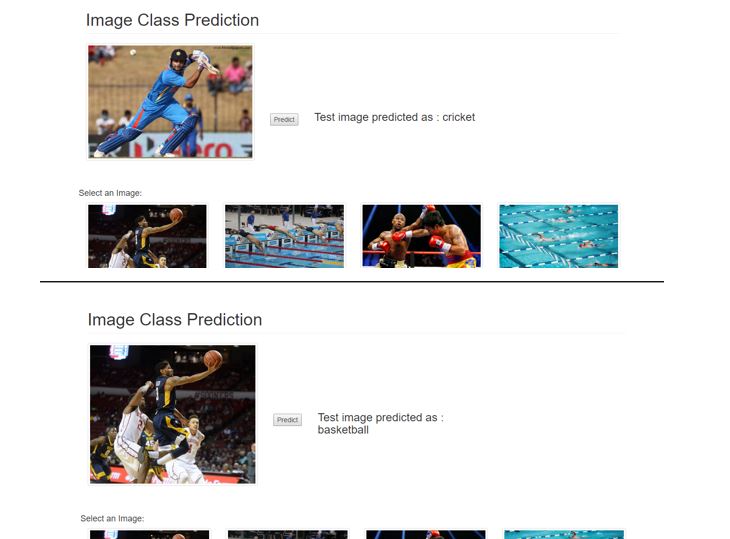 Image Class Prediction
Predict
Test image predicted as : cricket
Select an Image:
Image Class Prediction
Predict
Test image predicted as :
basketball
Select an Image: